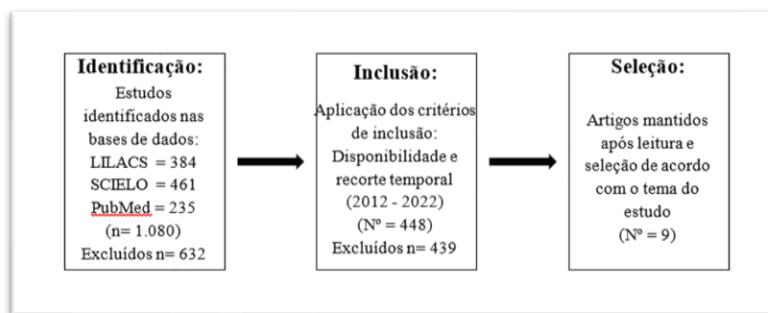 Identificação:
Estudos
identificados nas
bases de dados:
LILACS = 384
SCIELO = 461
PubMed = 235
(n= 1.080)
Excluídos n= 632
Inclusão:
Aplicação dos critérios
de inclusão:
Disponibilidade e
recorte temporal
(2012 - 2022)
(Nº = 448)
Excluídos n= 439
Seleção:
Artigos mantidos
após leitura e
seleção de acordo
com o tema do
estudo
(Nº = 9)